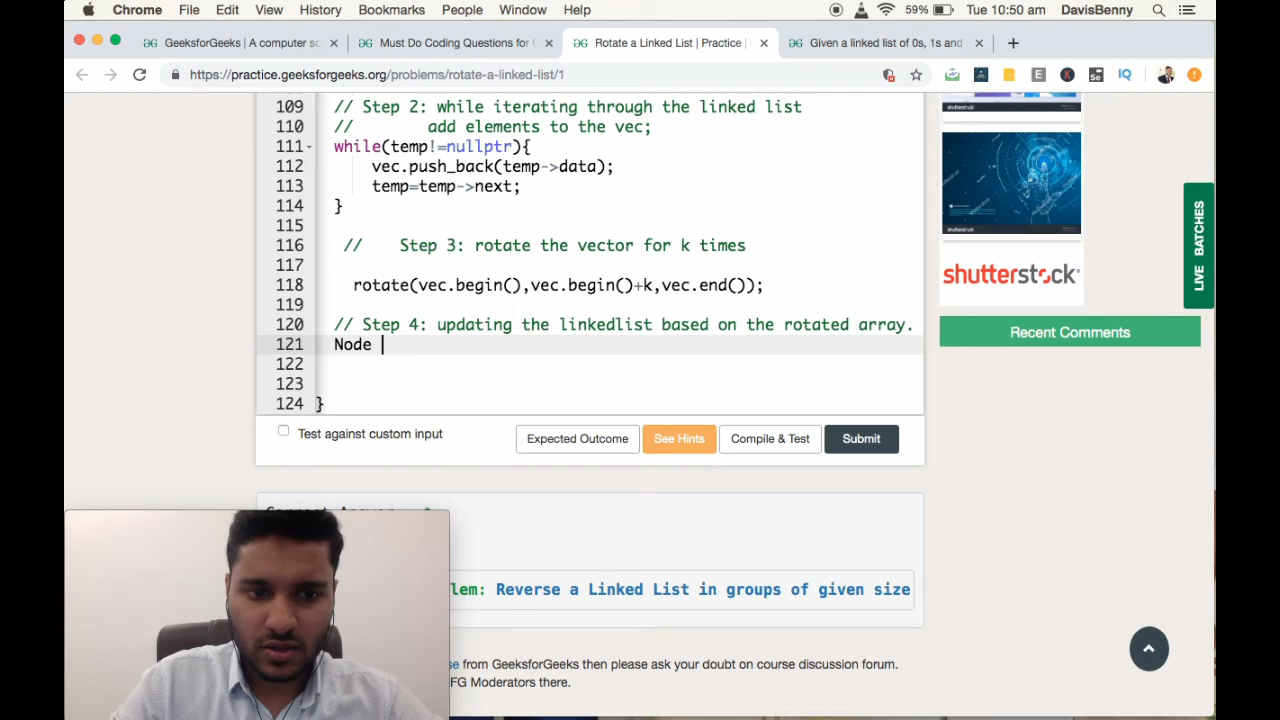 Chrome File Edit View History Bookmarks People Window Help 59% Tue 10:50 am DavisBenny
GeeksforGeeks | A computer sc Must Do Coding Questions for Rotate a Linked List | Practice | Given a linked list of 0s, 1s and
https://practice.geeksforgeeks.org/problems/rotate-a-linked-list/1
109 // Step 2: while iterating through the linked list
110 // add elements to the vec;
111 while(temp!=nullptr){
112 vec.push_back(temp->data);
113 temp=temp->next;
114 }
115
116 // Step 3: rotate the vector for k times
117
118 rotate(vec.begin(),vec.begin()+k,vec.end());
119
120 // Step 4: updating the linkedlist based on the rotated array.
121 Node
122
123
124 }
shutterstock
LIVE BATCHES
Recent Comments
Test against custom input Expected Outcome See Hints Compile & Test Submit
Correct Answer
lem: Reverse a Linked List in groups of given size
se from GeeksforGeeks then please ask your doubt on course discussion forum.
FG Moderators there.